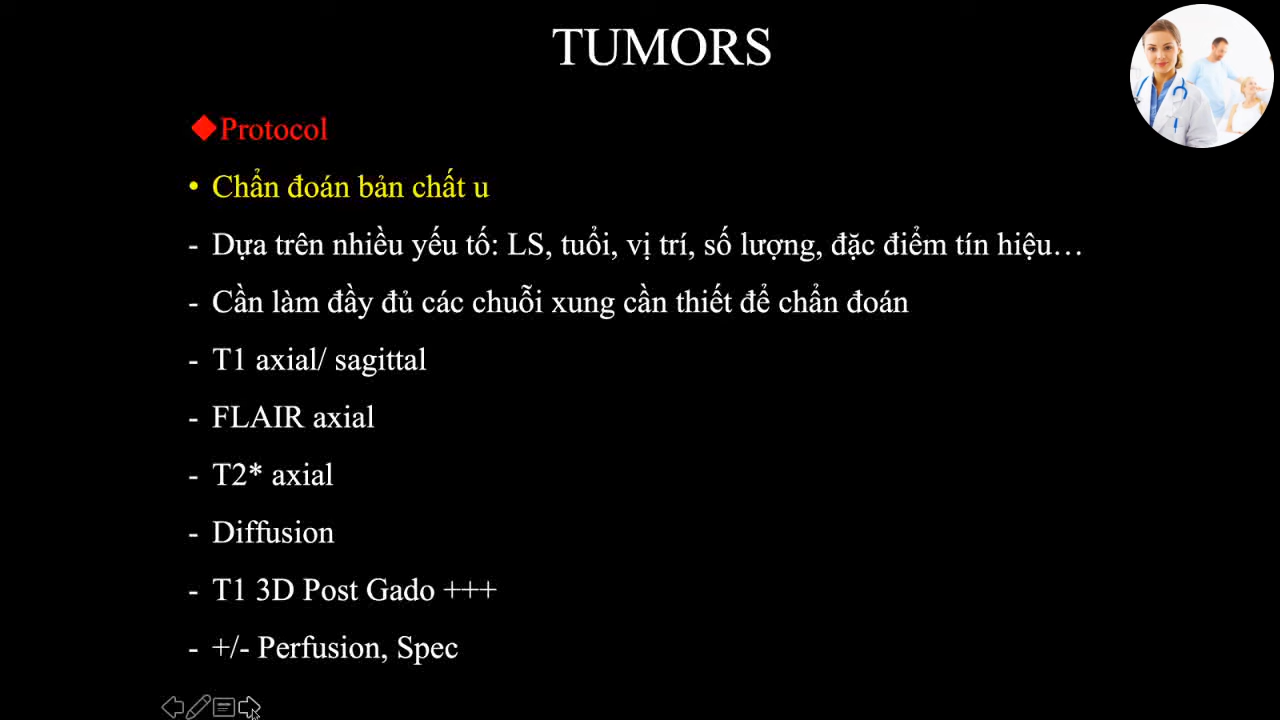 TUMORS
◆Protocol
• Chẩn đoán bản chất u
- Dựa trên nhiều yếu tố: LS, tuổi, vị trí, số lượng, đặc điểm tín hiệu…
- Cần làm đầy đủ các chuỗi xung cần thiết để chẩn đoán
- T1 axial/ sagittal
- FLAIR axial
- T2* axial
- Diffusion
- T1 3D Post Gado +++
- +/- Perfusion, Spec